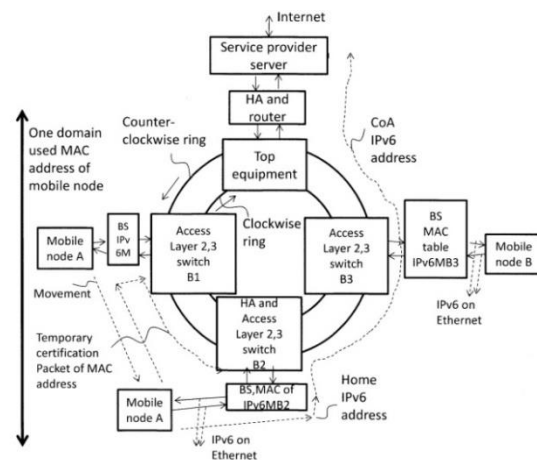 Internet
Service provider
server
HA and
router
Counter-
clockwise ring
CoA
IPv6
address
One domain
used MAC
address of
mobile node
Top
equipment
Clockwise
ring
BS
IPv
6M
Access
Layer 2,3
switch
B1
Access
Layer 2,3
switch
B3
BS
MAC
table
IPv6MB3
Mobile
node A
Mobile
node B
Movement
HA and
Access
Layer 2,3
switch
B2
IPv6 on
Ethernet
Temporary
certification
Packet of MAC
address
Home
IPv6
address
BS,MAC of
IPv6MB2
Mobile
node A
IPv6 on
Ethernet